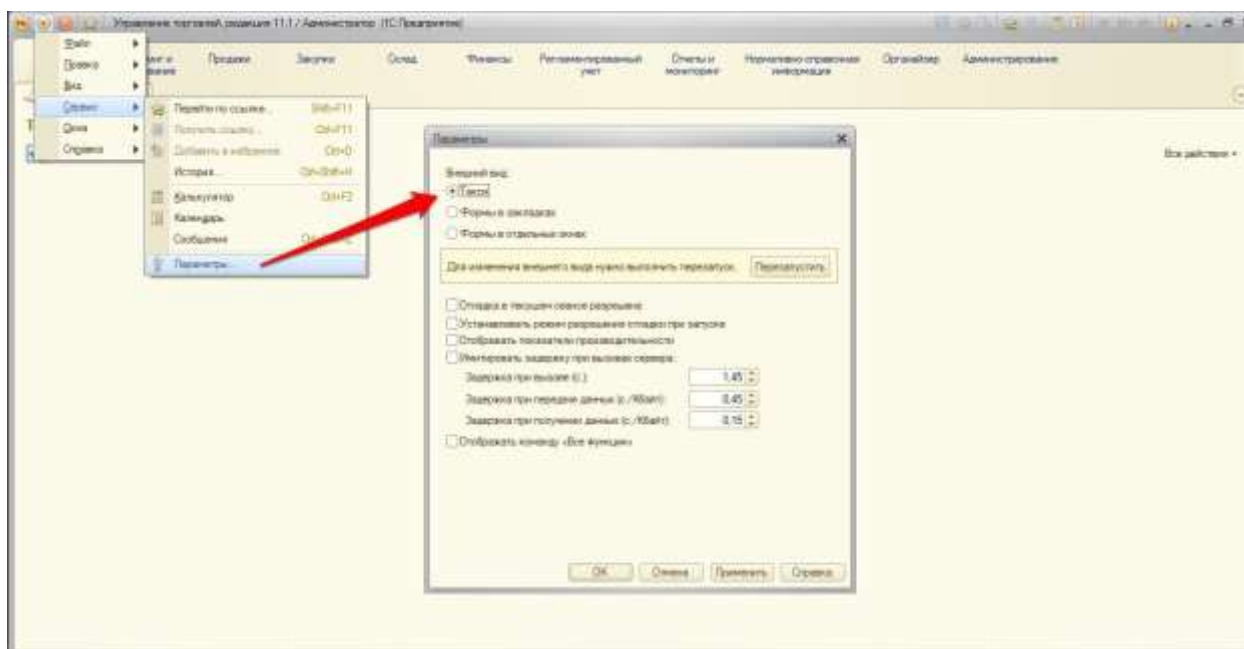 Управление торговлей, редакция 11.1 / Администратор (1С:Предприятие)
Файл
Правка
Вид
Сервис
Окна
Справка
Продажи Закупки Склад Финансы Регламентированный учет Отчеты и мониторинг Нормативно-справочная информация Органайзер Администрирование
Перейти по ссылке... Shift+F11
Получить ссылку... Ctrl+F11
Добавить в избранное Ctrl+D
История... Ctrl+Shift+H
Калькулятор Ctrl+F2
Календарь
Сообщения
Параметры...
Все действия
Параметры
Внешний вид:
Такси
Формы в закладках
Формы в отдельных окнах
Для изменения внешнего вида нужно выполнить перезапуск. Перезапустить
Отладка в текущем сеансе разрешена
Устанавливать режим разрешения отладки при запуске
Отображать показатели производительности
Имитировать задержку при вызовах сервера:
Задержка при вызове (с.): 1,45
Задержка при передаче данных (с./Кбайт): 0,45
Задержка при получении данных (с./Кбайт): 0,15
Отображать команду «Все функции»
OK Отмена Применить Справка